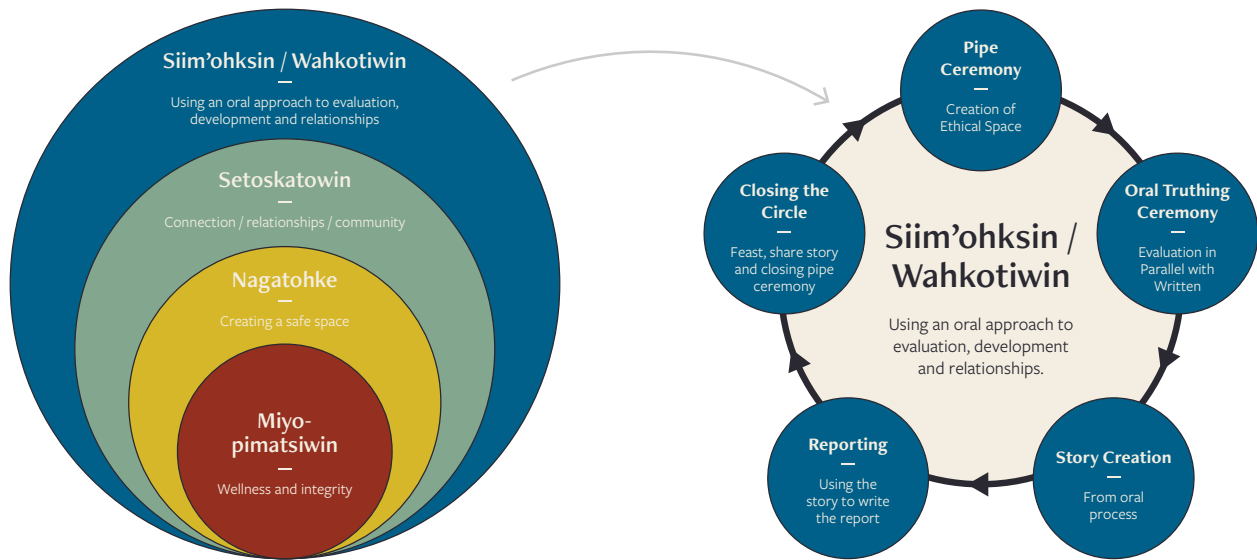 Siim’ohksin / Wahkotiwin
Using an oral approach to evaluation,
development and relationships
Setoskatowin
Connection / relationships / community
Nagatohke
Creating a safe space
Miyo-
pimatsiwin
Wellness and integrity
Pipe
Ceremony
Creation of
Ethical Space
Oral Truthing
Ceremony
Evaluation in
Parallel with
Written
Story Creation
From oral
process
Reporting
Using the
story to write
the report
Closing the
Circle
Feast, share story
and closing pipe
ceremony
Siim’ohksin /
Wahkotiwin
Using an oral approach to
evaluation, development
and relationships.